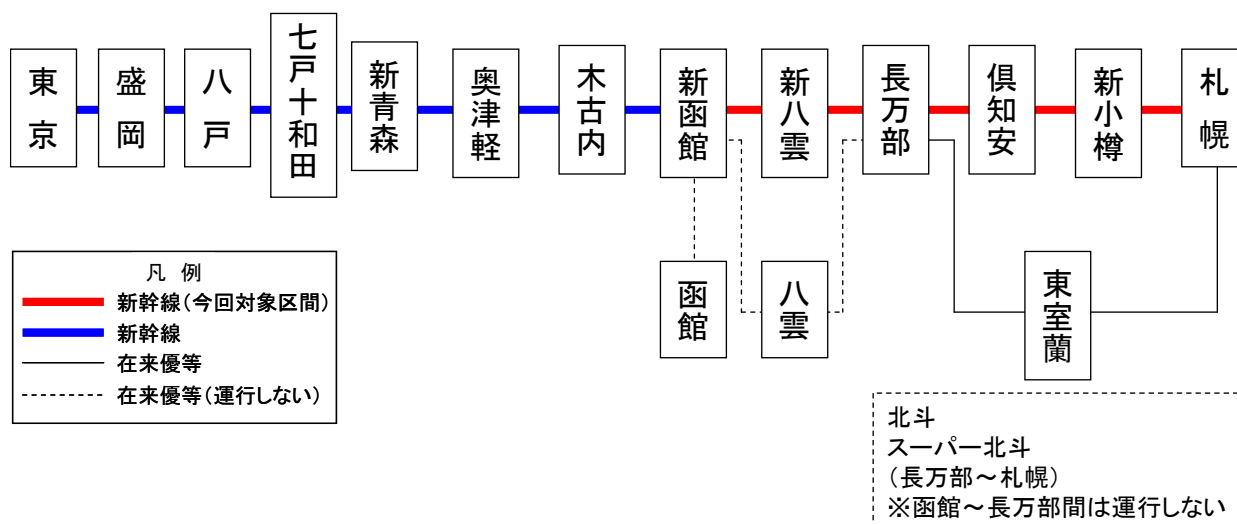 東京
盛岡
八戸
七戸十和田
新青森
奥津軽
木古内
新函館
新八雲
長万部
倶知安
新小樽
札幌
函館
八雲
東室蘭
凡例
新幹線(今回対象区間)
新幹線
在来優等
在来優等(運行しない)
北斗
スーパー北斗
(長万部～札幌)
※函館～長万部間は運行しない